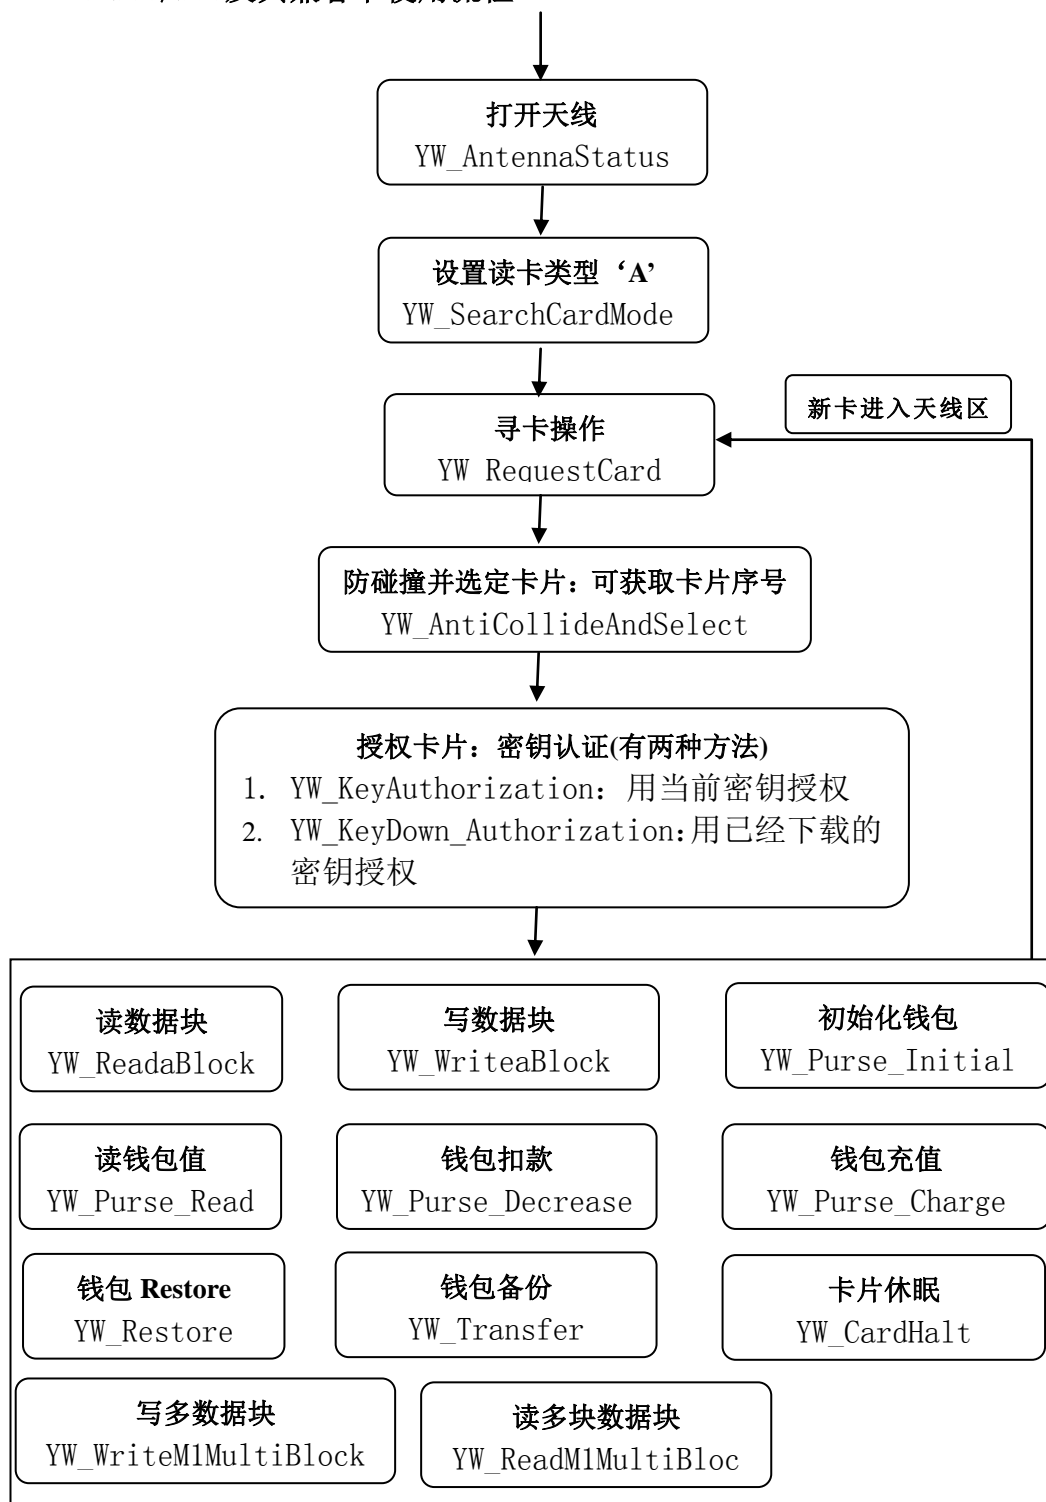 打开天线
YW_AntennaStatus
设置读卡类型‘A’
YW_SearchCardMode
新卡进入天线区
寻卡操作
YW_RequestCard
防碰撞并选定卡片：可获取卡片序号
YW_AntiCollideAndSelect
授权卡片：密钥认证(有两种方法)
1. YW_KeyAuthorization：用当前密钥授权
2. YW_KeyDown_Authorization:用已经下载的
密钥授权
读数据块
YW_ReadaBlock
写数据块
YW_WriteaBlock
初始化钱包
YW_Purse_Initial
读钱包值
YW_Purse_Read
钱包扣款
YW_Purse_Decrease
钱包充值
YW_Purse_Charge
钱包 Restore
YW_Restore
钱包备份
YW_Transfer
卡片休眠
YW_CardHalt
写多数据块
YW_WriteM1MultiBlock
读多块数据块
YW_ReadM1MultiBloc